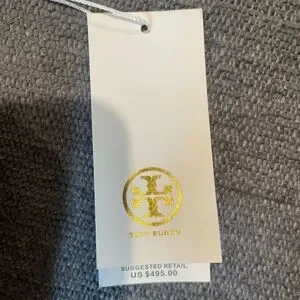 TORY BURCH
SUGGESTED RETAIL
US $495.00